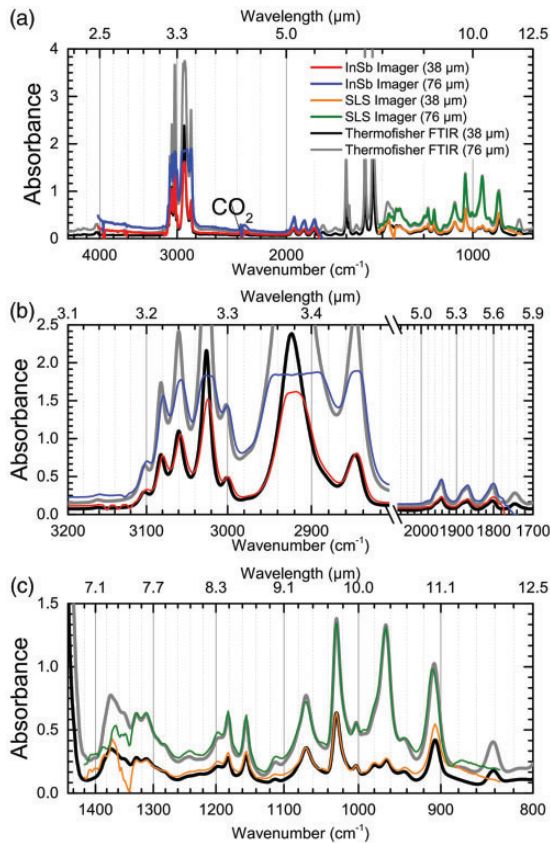 (a)
Wavelength (μm)
2.5 3.3 5.0 10.0 12.5
4
3
2
1
0
Absorbance
InSb Imager (38 μm)
InSb Imager (76 μm)
SLS Imager (38 μm)
SLS Imager (76 μm)
Thermofisher FTIR (38 μm)
Thermofisher FTIR (76 μm)
CO2
4000 3000 2000 1000
Wavenumber (cm-1)
(b)
Wavelength (μm)
3.1 3.2 3.3 3.4 5.0 5.3 5.6 5.9
2.5
2.0
1.5
1.0
0.5
0.0
Absorbance
3200 3100 3000 2900 2000 1900 1800 1700
Wavenumber (cm-1)
(c)
Wavelength (μm)
7.1 7.7 8.3 9.1 10.0 11.1 12.5
1.5
1.0
0.5
0.0
Absorbance
1400 1300 1200 1100 1000 900 800
Wavenumber (cm-1)